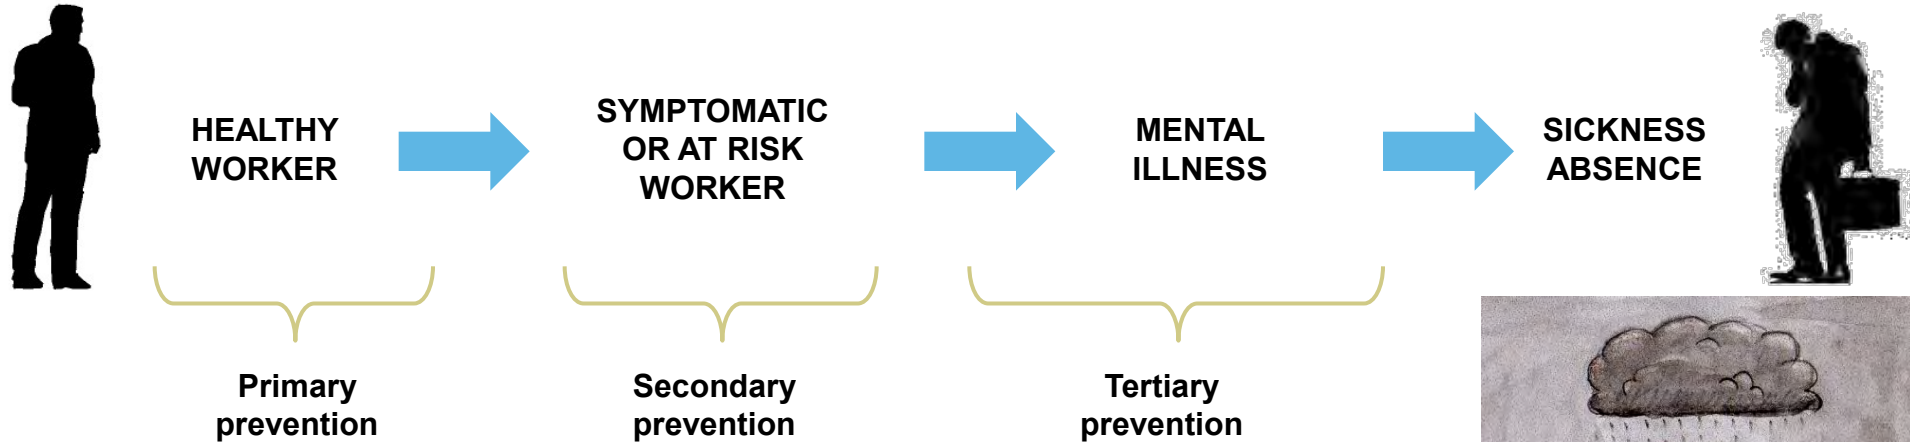 HEALTHY
WORKER
SYMPTOMATIC
OR AT RISK
WORKER
MENTAL
ILLNESS
SICKNESS
ABSENCE
Primary
prevention
Secondary
prevention
Tertiary
prevention